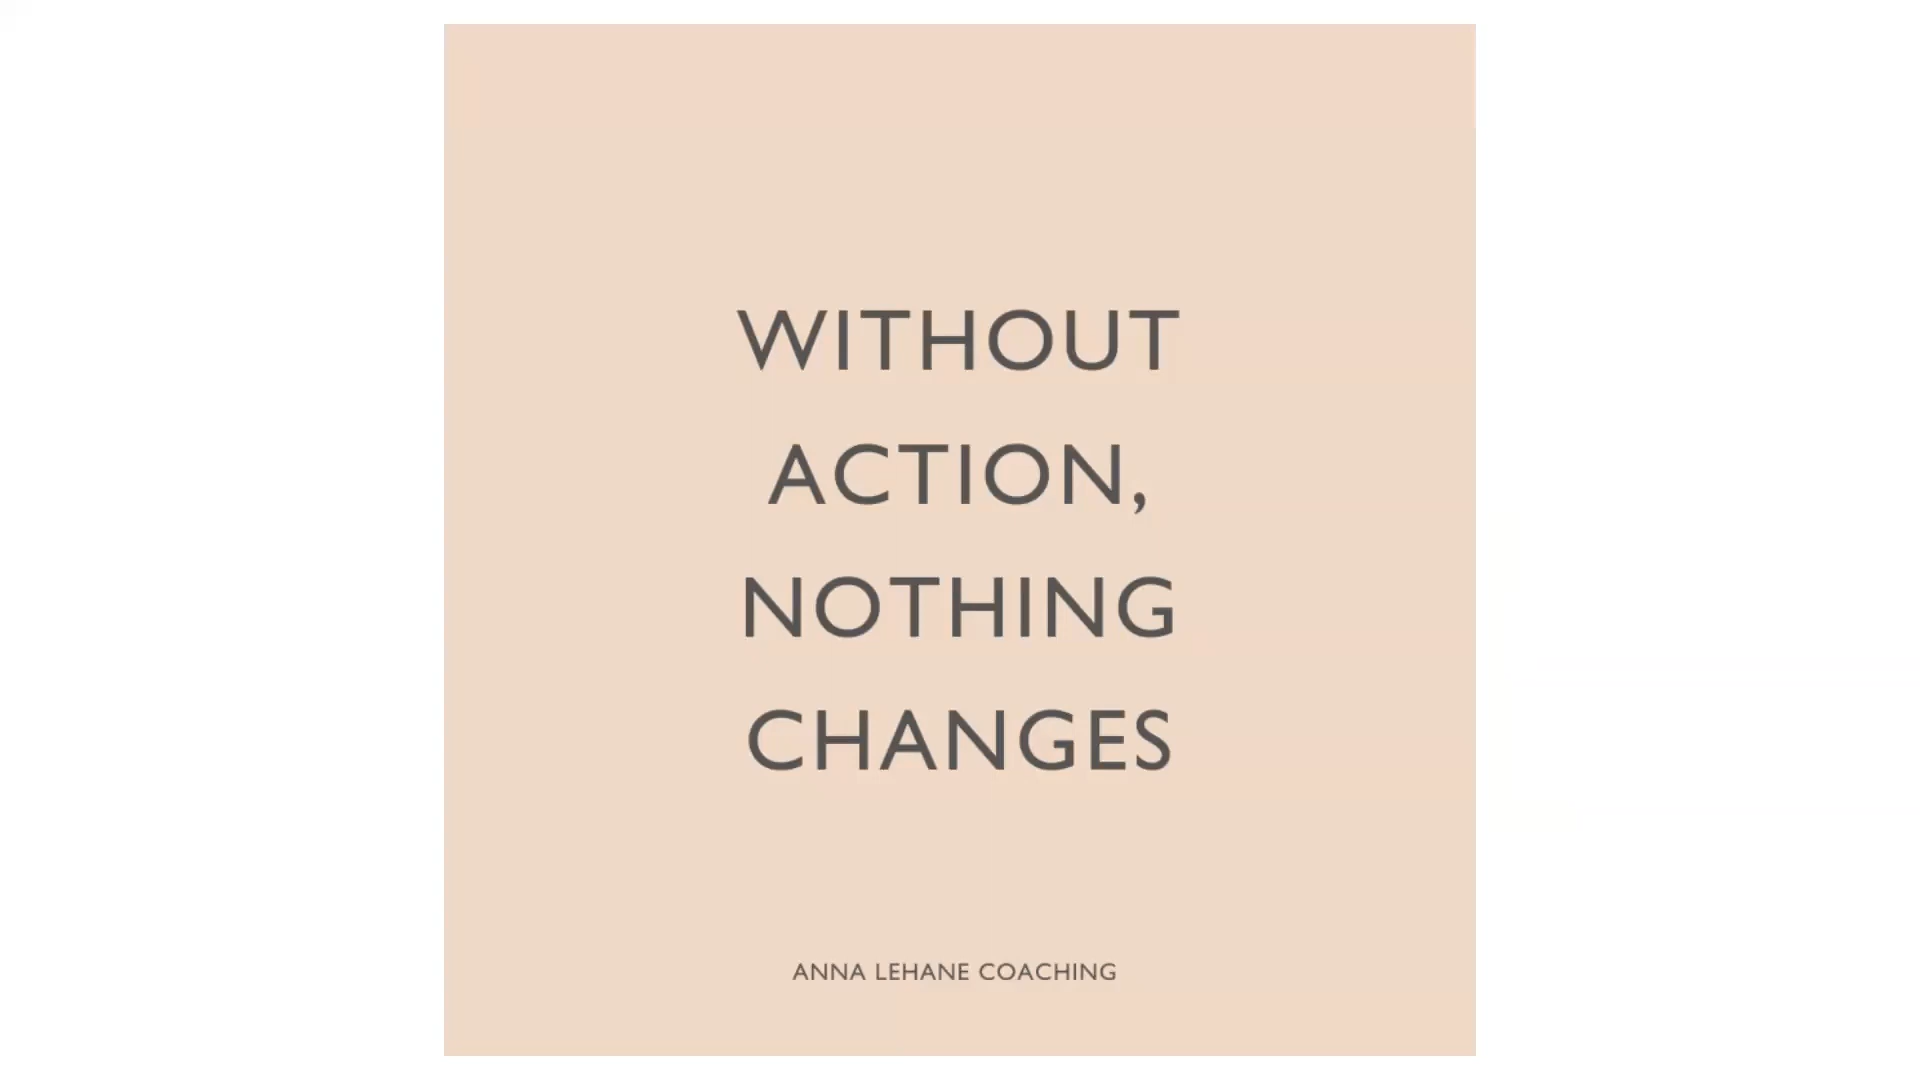 WITHOUT
ACTION,
NOTHING
CHANGES
ANNA LEHANE COACHING